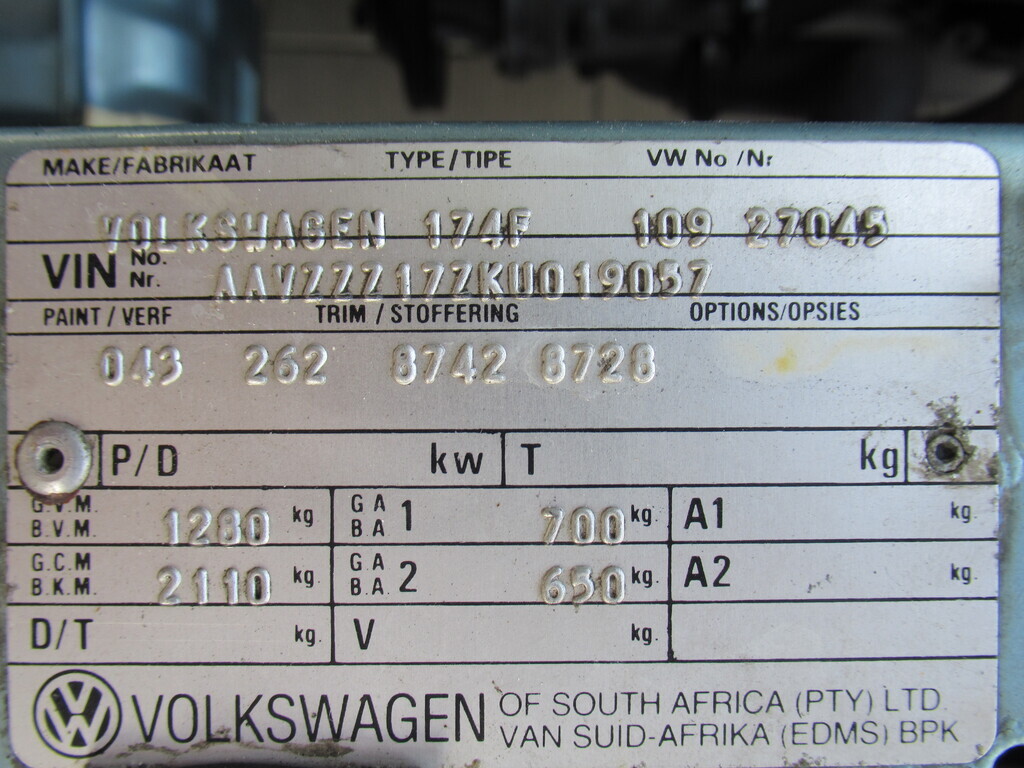 MAKE/FABRIKAAT TYPE/TIPE VW No /Nr
VOLKSWAGEN 174F 109 27045
VIN No. Nr. AAVZZZ17ZKU019057
PAINT / VERF TRIM / STOFFERING OPTIONS/OPSIES
043 262 8742 8728
P/D kw T kg
G.V.M. B.V.M. 1280 kg G A B A 1 700 kg. A1 kg.
G.C.M B.K.M. 2110 kg. G.A B.A. 2 650 kg. A2 kg.
D/T kg. V kg.
VW VOLKSWAGEN OF SOUTH AFRICA (PTY) LTD.
VAN SUID-AFRIKA (EDMS) BPK